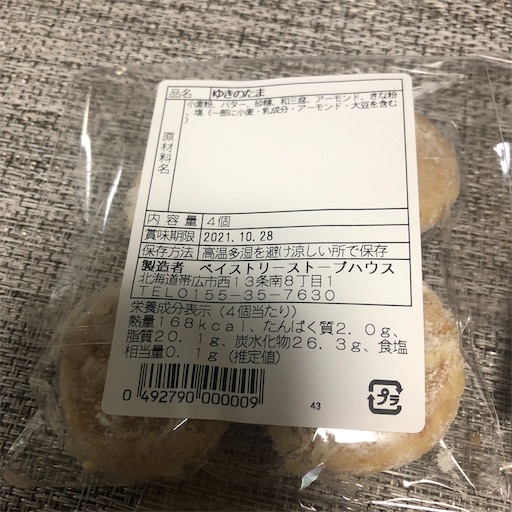 品名 ゆきのたま
原材料名 小麦粉、バター、砂糖、和三盆、アーモンド、きな粉
、塩（一部に小麦・乳成分・アーモンド・大豆を含む
）
内容量 4個
賞味期限 2021.10.28
保存方法 高温多湿を避け涼しい所で保存
製造者 ペイストリーストーブハウス
北海道帯広市西13条南8丁目1
TEL0155-35-7630
栄養成分表示（4個当たり）
熱量168kcal、たんぱく質2.0g、
脂質20.1g、炭水化物26.3g、食塩
相当量0.1g（推定値）
0 492790 000009
43
プラ